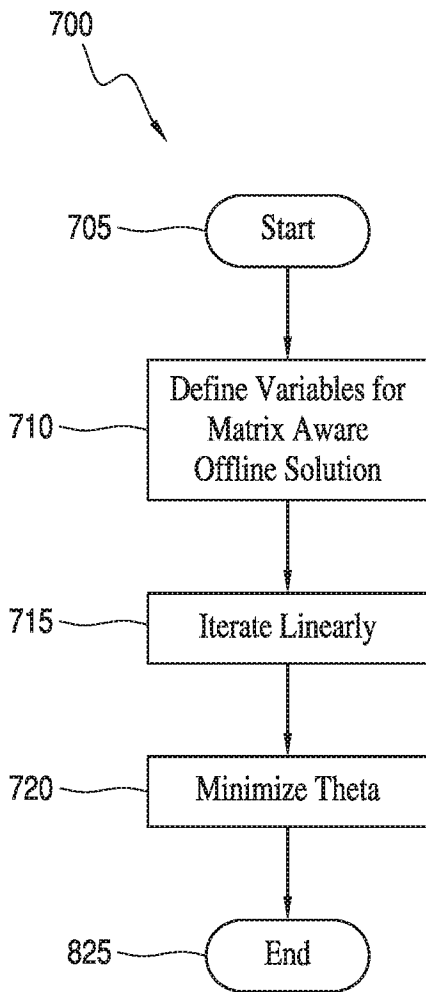 700
705
Start
710
Define Variables for
Matrix Aware
Offline Solution
715
Iterate Linearly
720
Minimize Theta
825
End